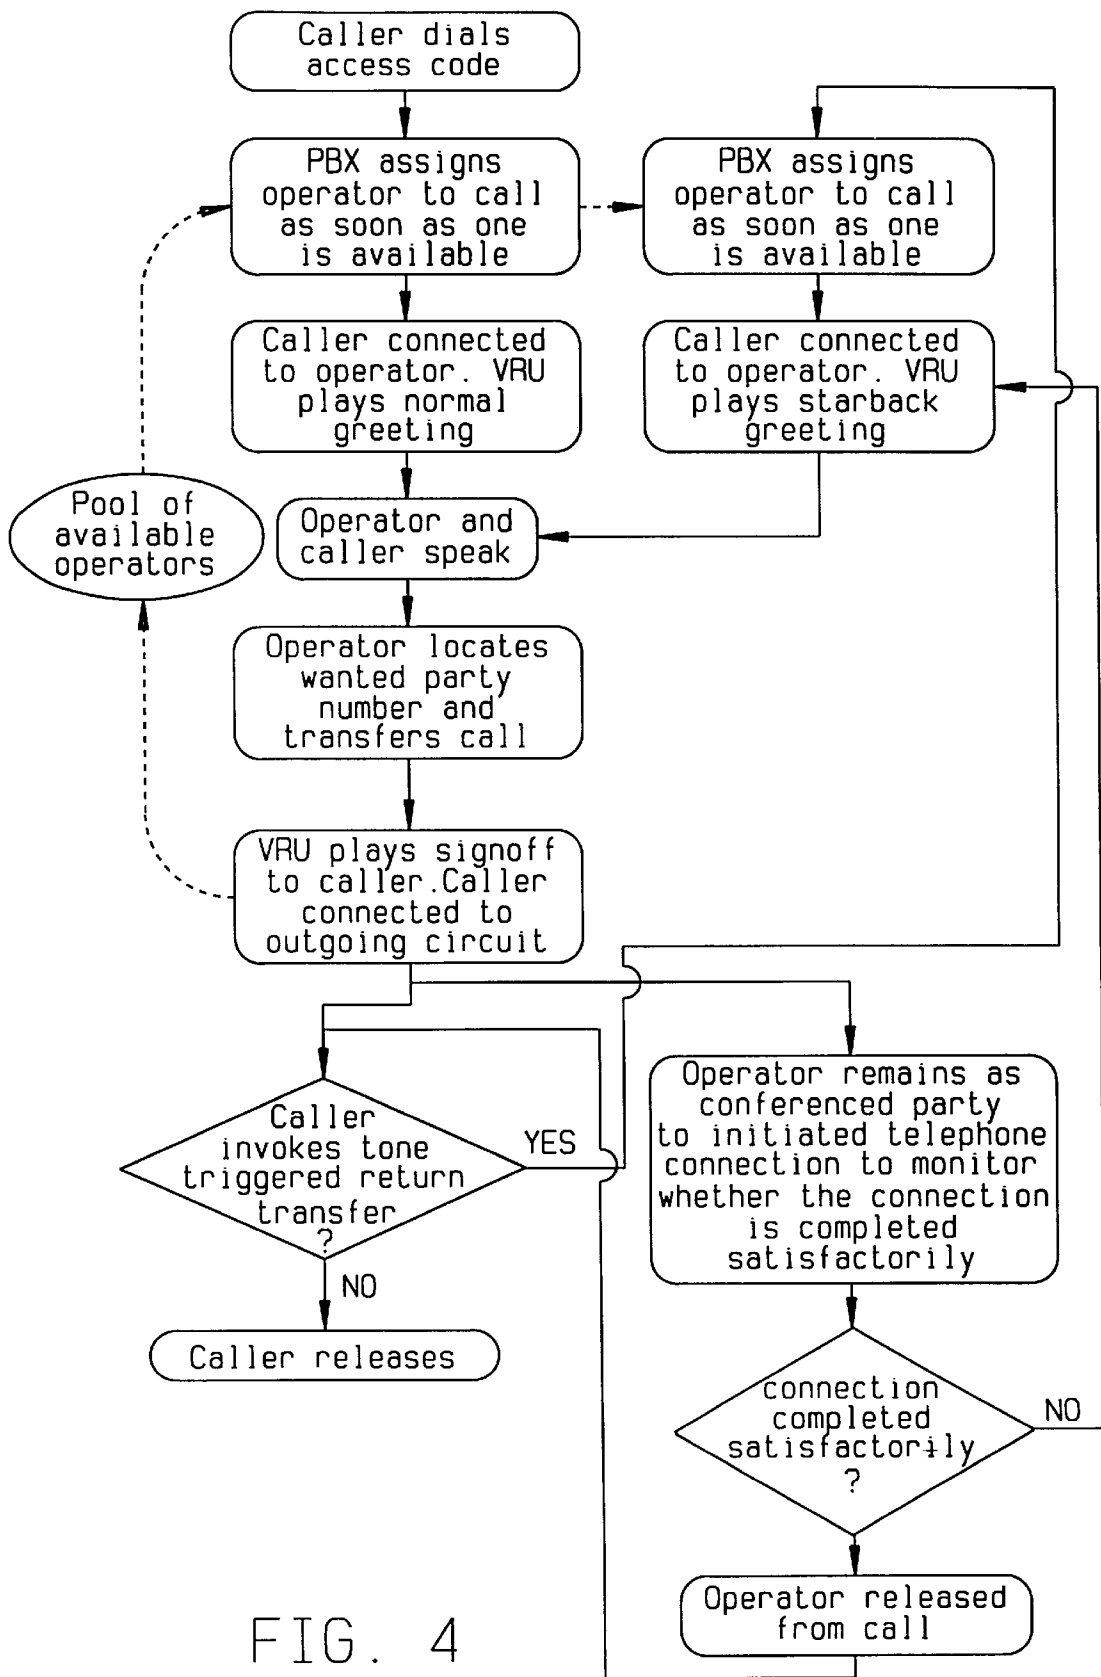 Caller dials
access code
PBX assigns
operator to call
as soon as one
is available
PBX assigns
operator to call
as soon as one
is available
Caller connected
to operator. VRU
plays normal
greeting
Caller connected
to operator. VRU
plays starback
greeting
Pool of
available
operators
Operator and
caller speak
Operator locates
wanted party
number and
transfers call
VRU plays signoff
to caller.Caller
connected to
outgoing circuit
Caller
invokes tone
triggered return
transfer
?
YES
NO
Caller releases
Operator remains as
conferenced party
to initiated telephone
connection to monitor
whether the connection
is completed
satisfactorily
connection
completed
satisfactorily
?
NO
Operator released
from call
FIG. 4